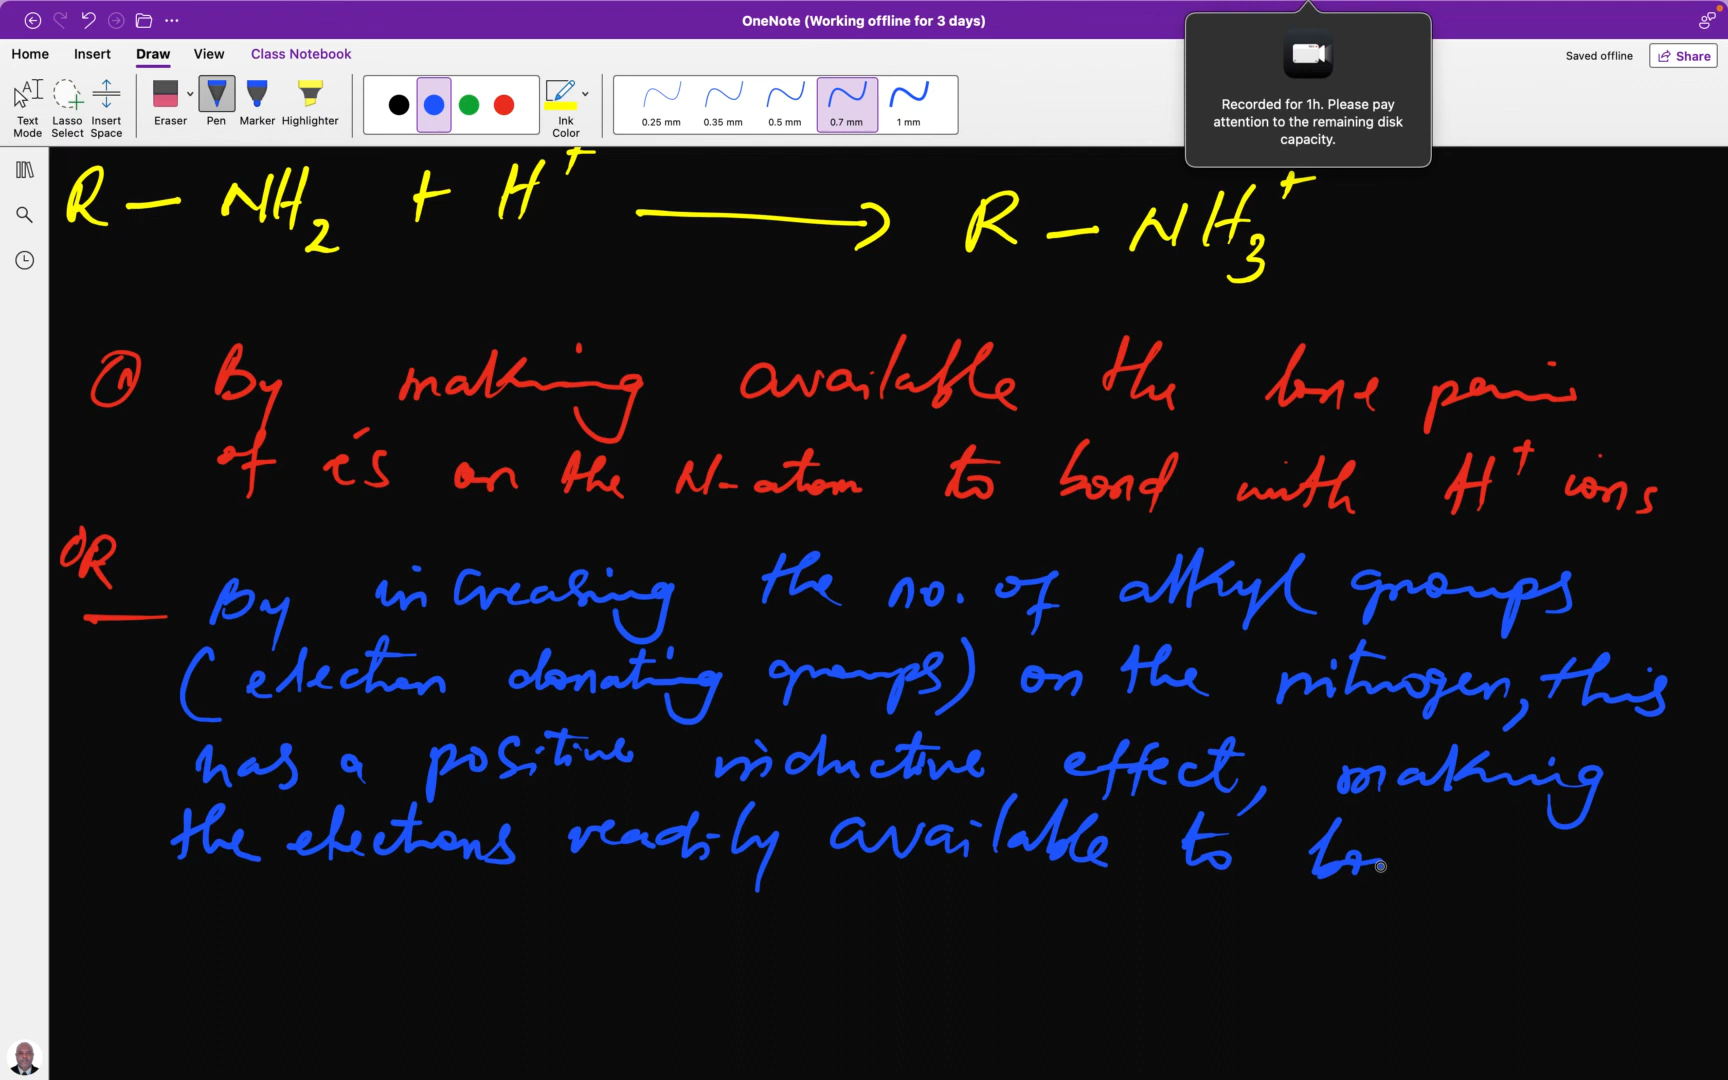 OneNote (Working offline for 3 days)
Home Insert Draw View Class Notebook
Saved offline Share
Text Mode
Lasso Select
Insert Space
Eraser
Pen
Marker
Highlighter
Ink Color
0.25 mm 0.35 mm 0.5 mm 0.7 mm 1 mm
Recorded for 1h. Please pay
attention to the remaining disk
capacity.
R - NH₂ + H⁺ → R - NH₃⁺
By making available the lone pair
of es on the N-atom to bond with H⁺ ions
OR
By increasing the no. of alkyl groups
(electron donating groups) on the nitrogen, this
has a positive inductive effect, making
the electrons readily available to bo